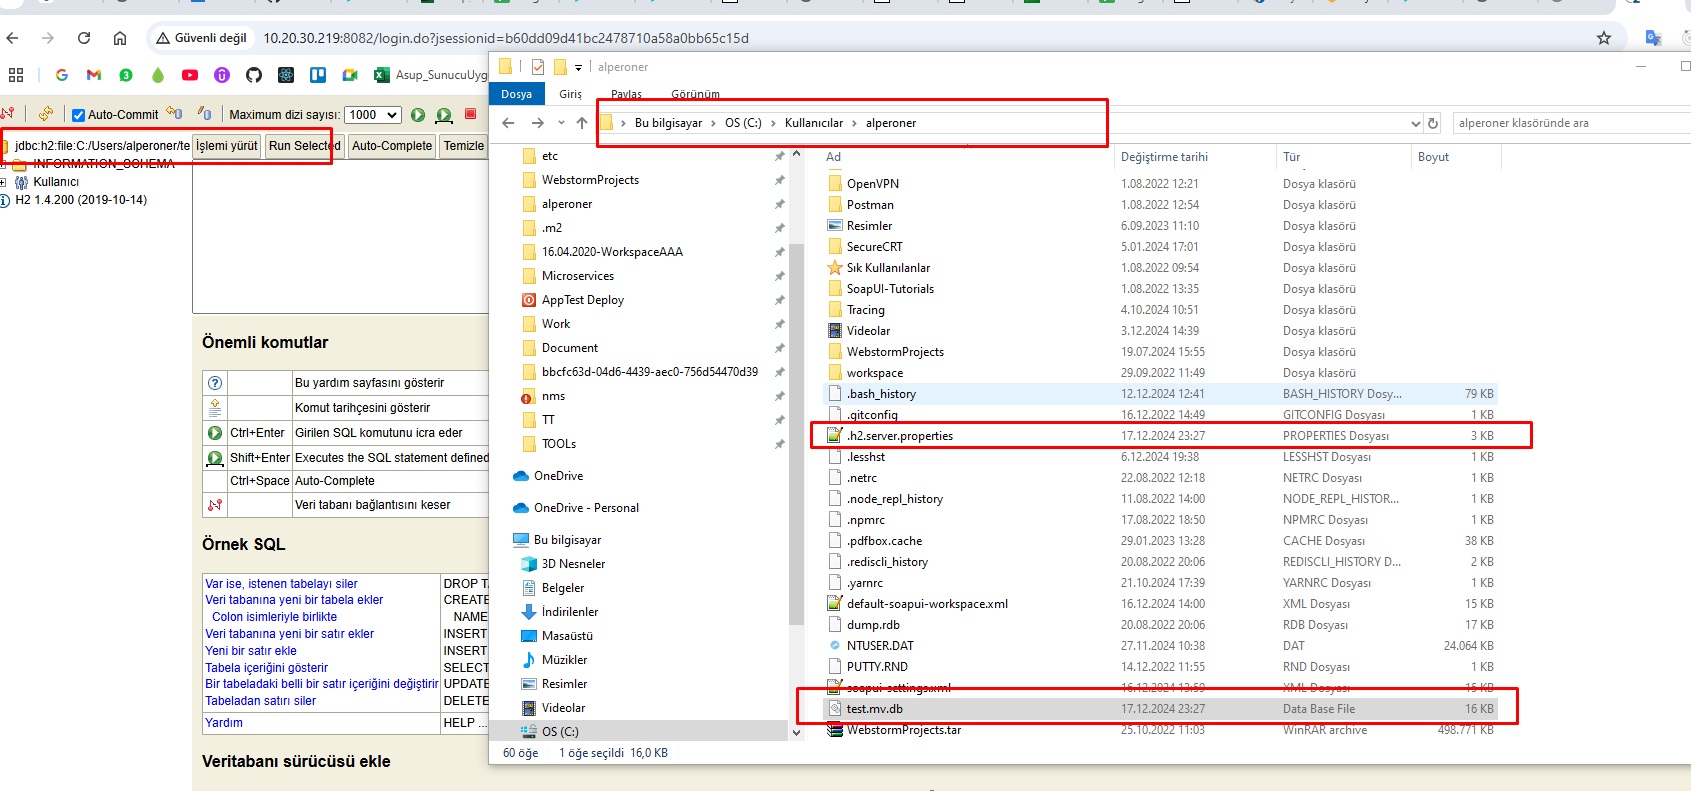 Güvenli değil
10.20.30.219:8082/login.do?jsessionid=b60dd09d41bc2478710a58a0bb65c15d
Asup_SunucuUyg
Auto-Commit
Maximum dizi sayısı:
1000
jdbc:h2:file:C:/Users/alperoner/te
İşlemi yürüt
Run Selected
Auto-Complete
Temizle
INFORMATION_SCHEMA
Kullanıcı
H2 1.4.200 (2019-10-14)
Önemli komutlar
Bu yardım sayfasını gösterir
Komut tarihçesini gösterir
Ctrl+Enter Girilen SQL komutunu icra eder
Shift+Enter Executes the SQL statement defined
Ctrl+Space Auto-Complete
Veri tabanı bağlantısını keser
Örnek SQL
Var ise, istenen tabelayı siler DROP TA
Veri tabanına yeni bir tabela ekler CREATE
Colon isimleriyle birlikte NAME
Veri tabanına yeni bir satır ekler INSERT
Yeni bir satır ekle INSERT
Tabela içeriğini gösterir SELECT
Bir tabeladaki belli bir satır içeriğini değiştirir UPDATE
Tabeladan satırı siler DELETE
Yardım HELP ...
Veritabanı sürücüsü ekle
alperoner
Dosya
Giriş
Paylaş
Görünüm
Bu bilgisayar > OS (C:) > Kullanıcılar > alperoner
alperoner klasöründe ara
etc
WebstormProjects
alperoner
.m2
16.04.2020-WorkspaceAAA
Microservices
AppTest Deploy
Work
Document
bbcfc63d-04d6-4439-aec0-756d54470d39
nms
TT
TOOLs
OneDrive
OneDrive - Personal
Bu bilgisayar
3D Nesneler
Belgeler
İndirilenler
Masaüstü
Müzikler
Resimler
Videolar
OS (C:)
Ad Değiştirme tarihi Tür Boyut
OpenVPN 1.08.2022 12:21 Dosya klasörü
Postman 1.08.2022 12:54 Dosya klasörü
Resimler 6.09.2023 11:10 Dosya klasörü
SecureCRT 5.01.2024 17:01 Dosya klasörü
Sık Kullanılanlar 1.08.2022 09:54 Dosya klasörü
SoapUI-Tutorials 1.08.2022 13:35 Dosya klasörü
Tracing 4.10.2024 10:51 Dosya klasörü
Videolar 3.12.2024 14:39 Dosya klasörü
WebstormProjects 19.07.2024 15:55 Dosya klasörü
workspace 29.09.2022 11:49 Dosya klasörü
.bash_history 12.12.2024 12:41 BASH_HISTORY Dosy... 79 KB
.gitconfig 16.12.2022 14:49 GITCONFIG Dosyası 1 KB
.h2.server.properties 17.12.2024 23:27 PROPERTIES Dosyası 3 KB
.lesshst 6.12.2024 19:38 LESSHST Dosyası 1 KB
.netrc 22.08.2022 12:18 NETRC Dosyası 1 KB
.node_repl_history 11.08.2022 14:00 NODE_REPL_HISTOR... 1 KB
.npmrc 17.08.2022 18:50 NPMRC Dosyası 1 KB
.pdfbox.cache 29.01.2023 13:28 CACHE Dosyası 38 KB
.rediscli_history 20.08.2022 20:06 REDISCLI_HISTORY D... 2 KB
.yarnrc 21.10.2024 17:39 YARNRC Dosyası 1 KB
default-soapui-workspace.xml 16.12.2024 14:00 XML Dosyası 15 KB
dump.rdb 20.08.2022 20:06 RDB Dosyası 17 KB
NTUSER.DAT 27.11.2024 10:38 DAT 24.064 KB
PUTTY.RND 14.12.2022 11:55 RND Dosyası 1 KB
soapui-settings.xml 16.12.2024 13:59 XML Dosyası 15 KB
test.mv.db 17.12.2024 23:27 Data Base File 16 KB
WebstormProjects.tar 25.10.2022 11:03 WinRAR archive 498.771 KB
60 öğe 1 öğe seçildi 16,0 KB